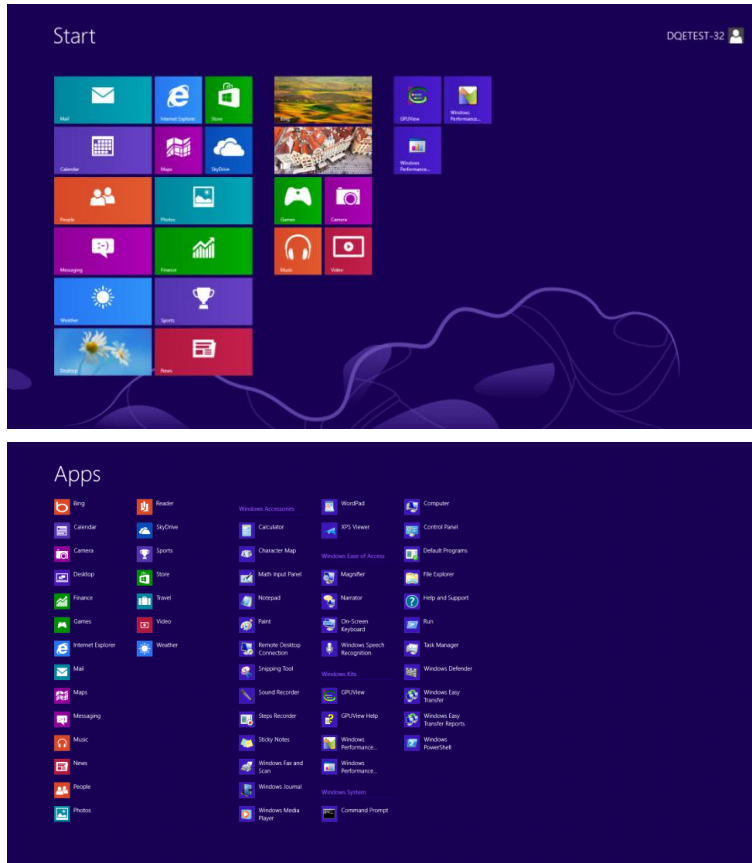 Start
DQETEST-32
Mail
Internet Explorer
Store
Bing
GPUView
Windows
Performance...
Calendar
Maps
SkyDrive
Windows
Performance...
People
Photos
Games
Camera
Messaging
Finance
Music
Video
Weather
Sports
Desktop
News
Apps
Bing
Calendar
Camera
Desktop
Finance
Games
Internet Explorer
Mail
Maps
Messaging
Music
News
People
Photos
Reader
SkyDrive
Sports
Store
Travel
Video
Weather
Windows Accessories
Calculator
Character Map
Math Input Panel
Notepad
Paint
Remote Desktop
Connection
Snipping Tool
Sound Recorder
Steps Recorder
Sticky Notes
Windows Fax and
Scan
Windows Journal
Windows Media
Player
WordPad
XPS Viewer
Windows Ease of Access
Magnifier
Narrator
On-Screen
Keyboard
Windows Speech
Recognition
Windows Kits
GPUView
GPUView Help
Windows
Performance...
Windows
Performance...
Windows System
Command Prompt
Computer
Control Panel
Default Programs
File Explorer
Help and Support
Run
Task Manager
Windows Defender
Windows Easy
Transfer
Windows Easy
Transfer Reports
Windows
PowerShell